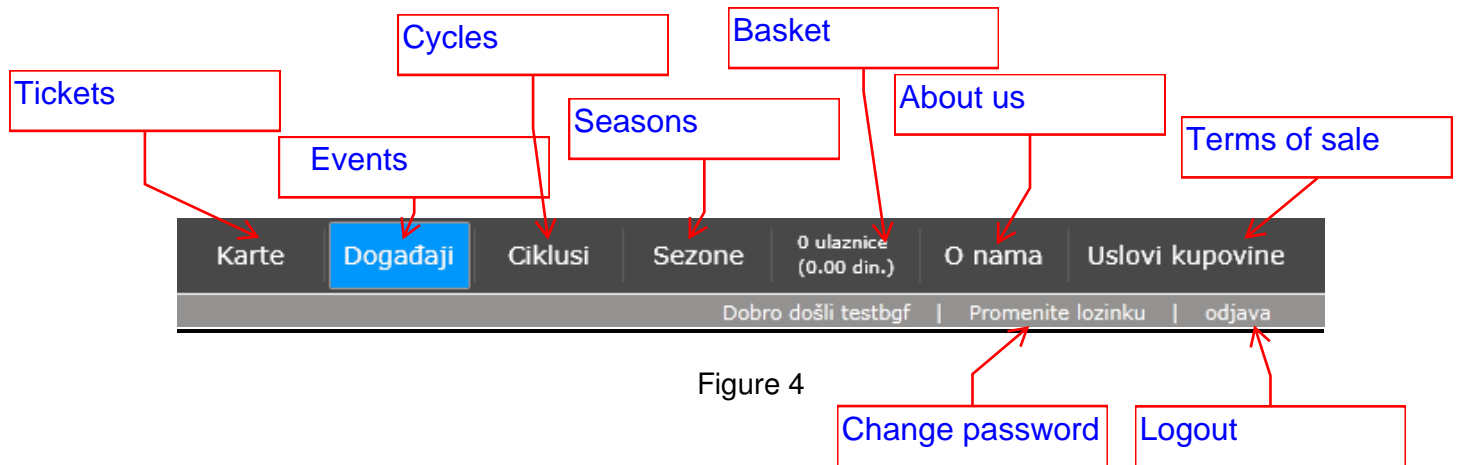 Cycles
Basket
Tickets
About us
Seasons
Terms of sale
Events
Karte
Događaji
Ciklusi
Sezone
0 ulaznice
(0.00 din.)
O nama
Uslovi kupovine
Dobro došli testbgf | Promenite lozinku | odjava
Figure 4
Change password
Logout